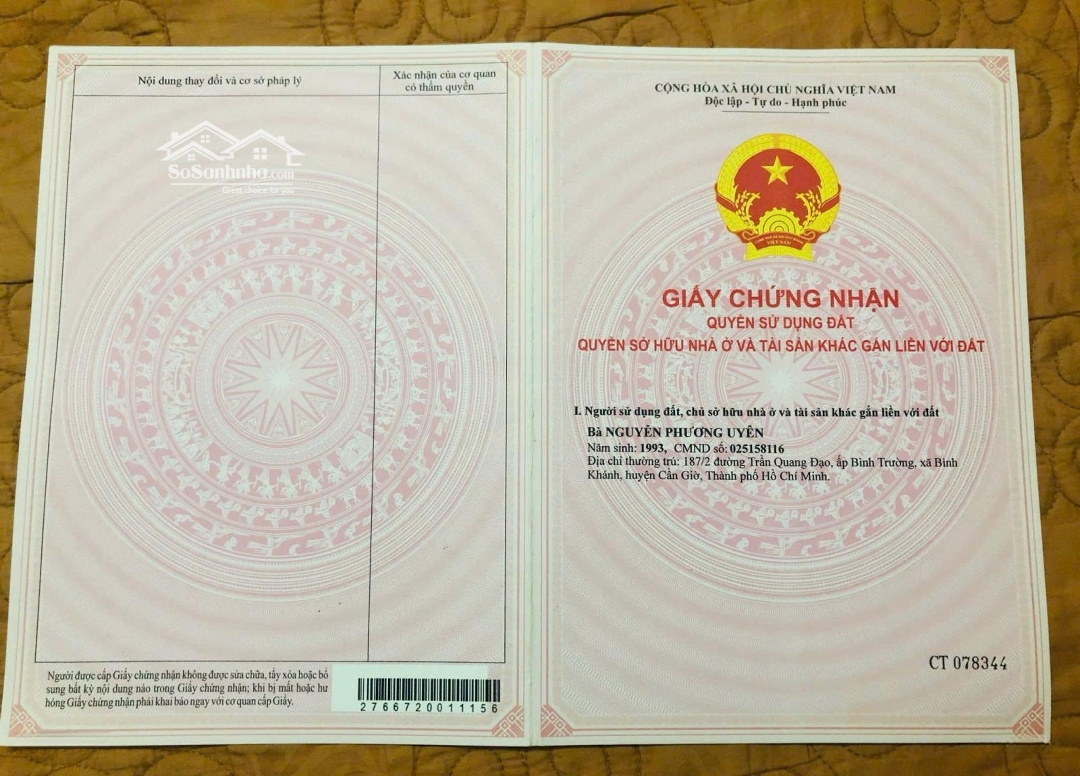 Nội dung thay đổi và cơ sở pháp lý
Xác nhận của cơ quan
có thẩm quyền
SoSanhnha.com
Great choice for you
Người được cấp Giấy chứng nhận không được sửa chữa, tẩy xóa hoặc bổ
sung bất kỳ nội dung nào trong Giấy chứng nhận; khi bị mất hoặc hư
hỏng Giấy chứng nhận phải khai báo ngay với cơ quan cấp Giấy.
2766720011156
CỘNG HÒA XÃ HỘI CHỦ NGHĨA VIỆT NAM
Độc lập - Tự do - Hạnh phúc
VIỆT NAM
GIẤY CHỨNG NHẬN
QUYỀN SỬ DỤNG ĐẤT
QUYỀN SỞ HỮU NHÀ Ở VÀ TÀI SẢN KHÁC GẮN LIỀN VỚI ĐẤT
I. Người sử dụng đất, chủ sở hữu nhà ở và tài sản khác gắn liền với đất
Bà NGUYỄN PHƯƠNG UYÊN
Năm sinh: 1993, CMND số: 025158116
Địa chỉ thường trú: 187/2 đường Trần Quang Đạo, ấp Bình Trường, xã Bình
Khánh, huyện Cần Giờ, Thành phố Hồ Chí Minh.
CT 078344